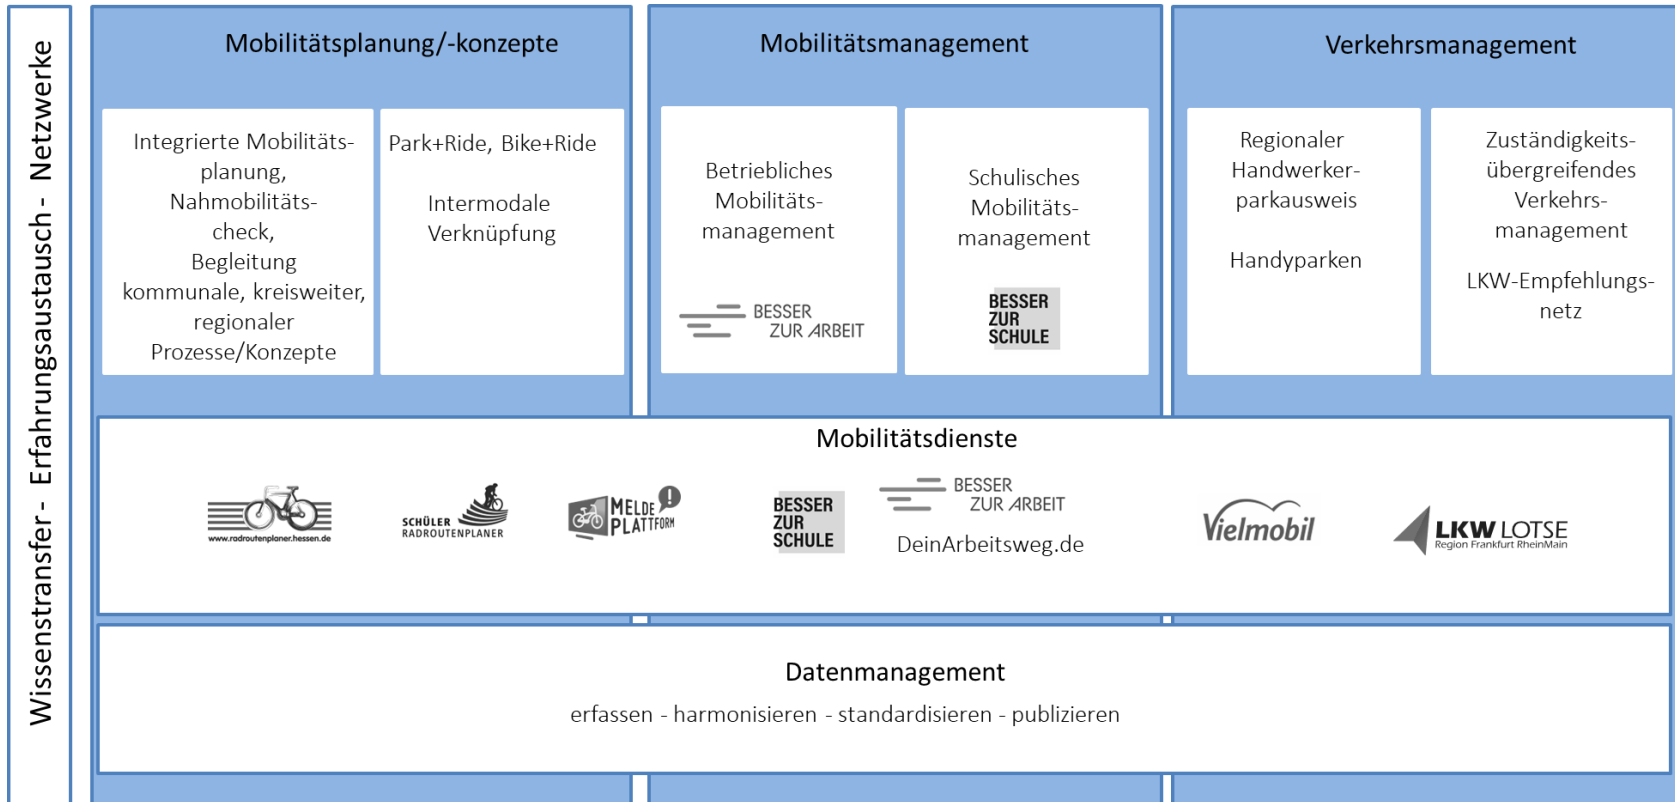 Wissenstransfer - Erfahrungsaustausch - Netzwerke
Mobilitätsplanung/-konzepte
Integrierte Mobilitäts-
planung,
Nahmobilitäts-
check,
Begleitung
kommunale, kreisweiter,
regionaler
Prozesse/Konzepte
Park+Ride, Bike+Ride
Intermodale
Verknüpfung
Mobilitätsmanagement
Betriebliches
Mobilitäts-
management
BESSER
ZUR ARBEIT
Schulisches
Mobilitäts-
management
BESSER
ZUR
SCHULE
Verkehrsmanagement
Regionaler
Handwerker-
parkausweis
Handyparken
Zuständigkeits-
übergreifendes
Verkehrs-
management
LKW-Empfehlungs-
netz
Mobilitätsdienste
www.radroutenplaner.hessen.de
SCHÜLER
RADROUTENPLANER
MELDE
PLATTFORM
BESSER
ZUR
SCHULE
BESSER
ZUR ARBEIT
DeinArbeitsweg.de
Vielmobil
LKW LOTSE
Region Frankfurt RheinMain
Datenmanagement
erfassen - harmonisieren - standardisieren - publizieren